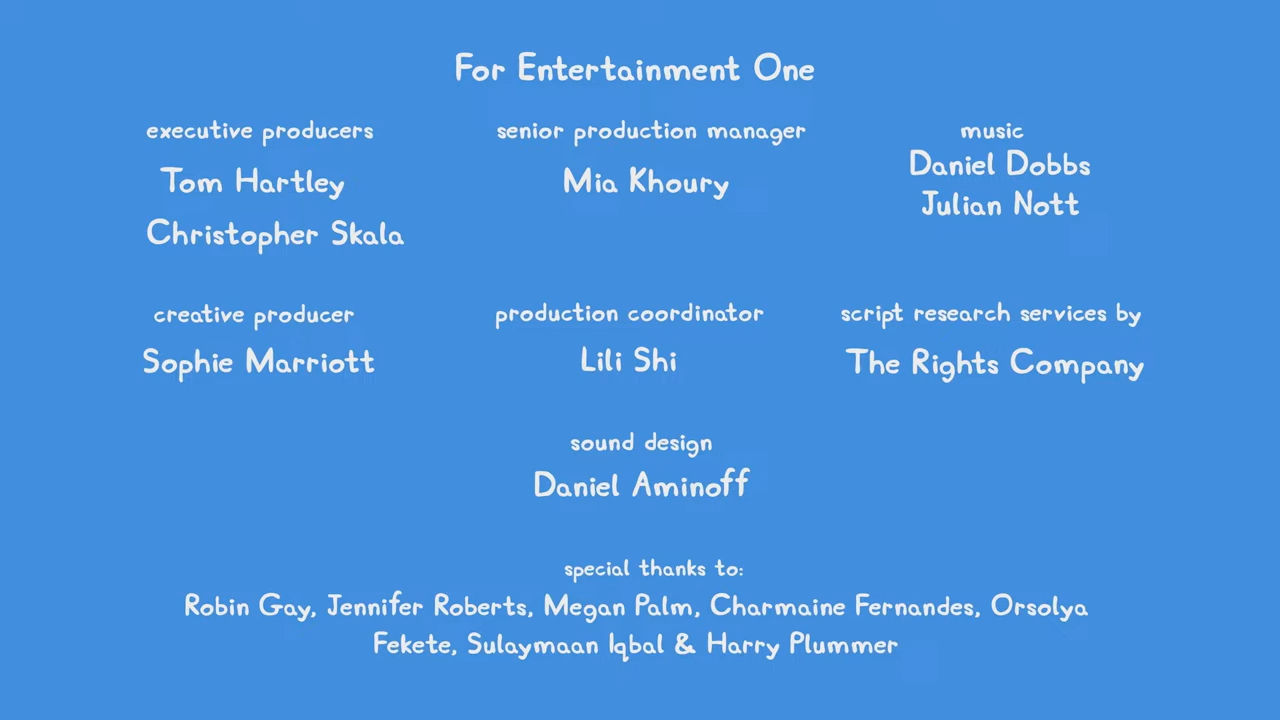 For Entertainment One
executive producers
Tom Hartley
Christopher Skala
senior production manager
Mia Khoury
music
Daniel Dobbs
Julian Nott
creative producer
Sophie Marriott
production coordinator
Lili Shi
script research services by
The Rights Company
sound design
Daniel Aminoff
special thanks to:
Robin Gay, Jennifer Roberts, Megan Palm, Charmaine Fernandes, Orsolya
Fekete, Sulaymaan Iqbal & Harry Plummer